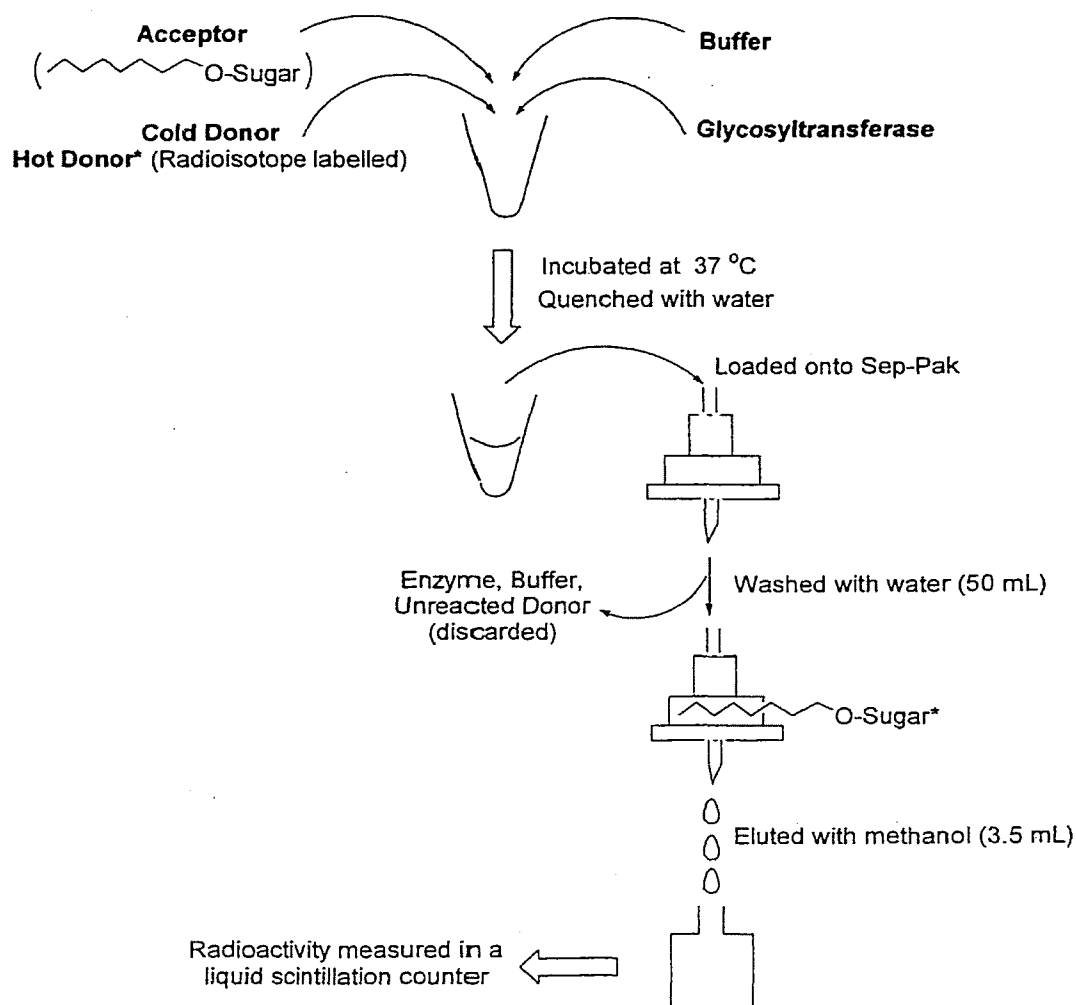 Acceptor
( O-Sugar )
Buffer
Cold Donor
Hot Donor* (Radioisotope labelled)
Glycosyltransferase
Incubated at 37 °C
Quenched with water
Loaded onto Sep-Pak
Enzyme, Buffer,
Unreacted Donor
(discarded)
Washed with water (50 mL)
O-Sugar*
Eluted with methanol (3.5 mL)
Radioactivity measured in a
liquid scintillation counter